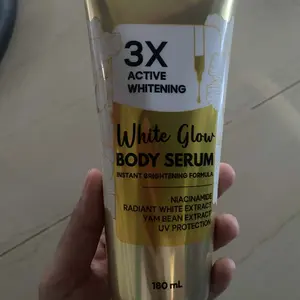 3X
ACTIVE
WHITENING
White Glow
BODY SERUM
INSTANT BRIGHTENING FORMULA
NIACINAMIDE
RADIANT WHITE EXTRACT
YAM BEAN EXTRACT
UV PROTECTION
180 mL